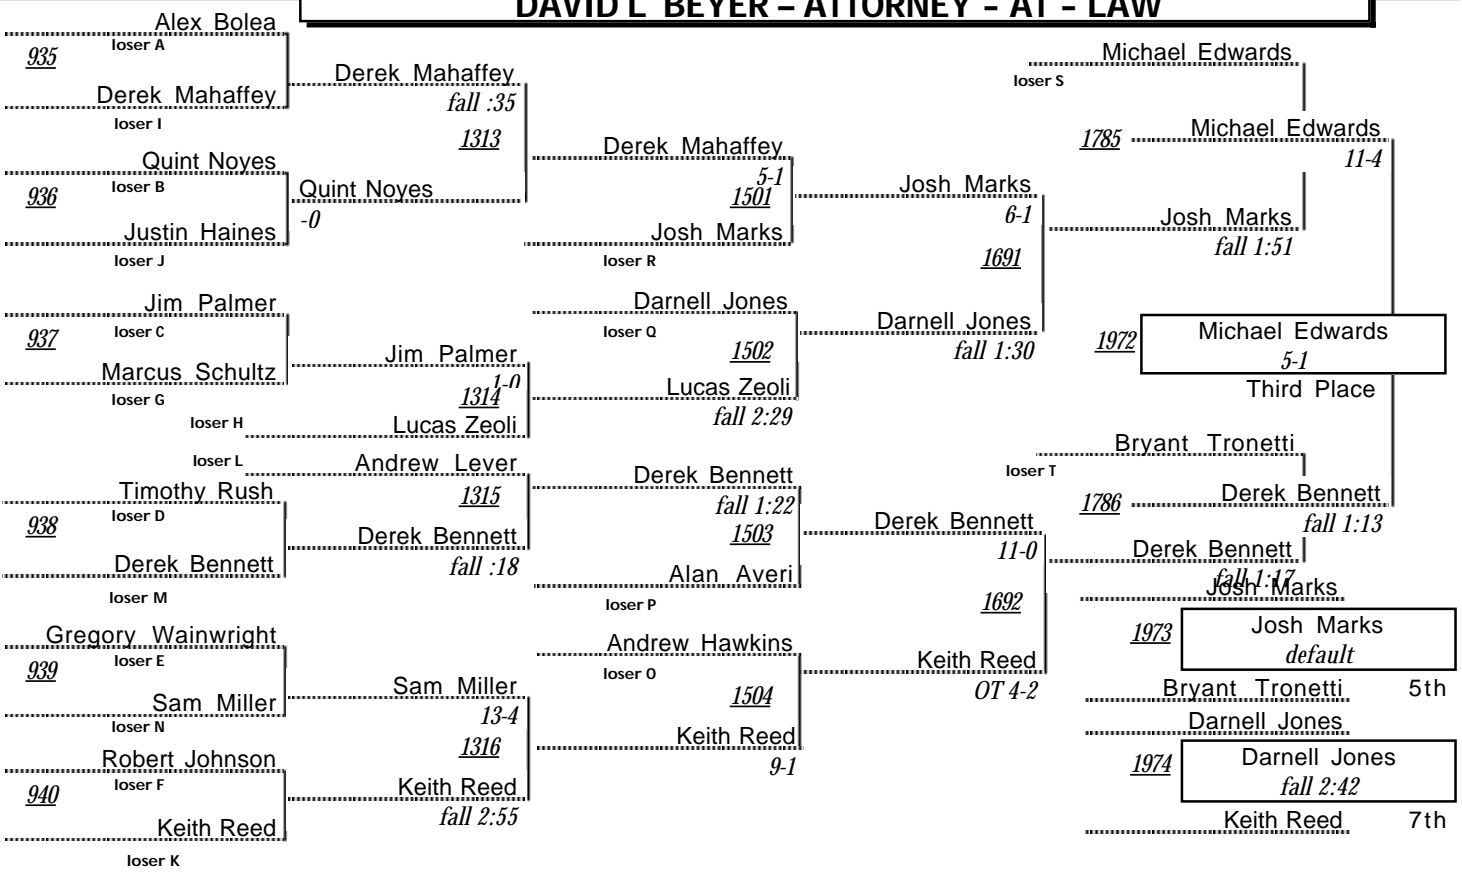 DAVID L BEYER – ATTORNEY – AT – LAW
Alex Bolea
935
loser A
Derek Mahaffey
loser I
Quint Noyes
936
loser B
Justin Haines
loser J
Jim Palmer
937
loser C
Marcus Schultz
loser G
loser H
loser L
Timothy Rush
938
loser D
Derek Bennett
loser M
Gregory Wainwright
939
loser E
Sam Miller
loser N
Robert Johnson
940
loser F
Keith Reed
loser K
Derek Mahaffey
fall :35
1313
Quint Noyes
-0
Jim Palmer
1-0
1314
Lucas Zeoli
Andrew Lever
1315
Derek Bennett
fall :18
Sam Miller
13-4
1316
Keith Reed
fall 2:55
Derek Mahaffey
5-1
1501
Josh Marks
loser R
Darnell Jones
loser Q
1502
Lucas Zeoli
fall 2:29
Derek Bennett
fall 1:22
1503
Alan Averi
loser P
Andrew Hawkins
loser O
1504
Keith Reed
9-1
Josh Marks
6-1
1691
Darnell Jones
fall 1:30
Derek Bennett
11-0
1692
Keith Reed
OT 4-2
Michael Edwards
loser S
1785
Michael Edwards
11-4
Josh Marks
fall 1:51
1972
Michael Edwards
5-1
Third Place
Bryant Tronetti
loser T
1786
Derek Bennett
fall 1:13
Derek Bennett
fall 1:17
Josh Marks
1973
Josh Marks
default
Bryant Tronetti
5th
Darnell Jones
1974
Darnell Jones
fall 2:42
Keith Reed
7th